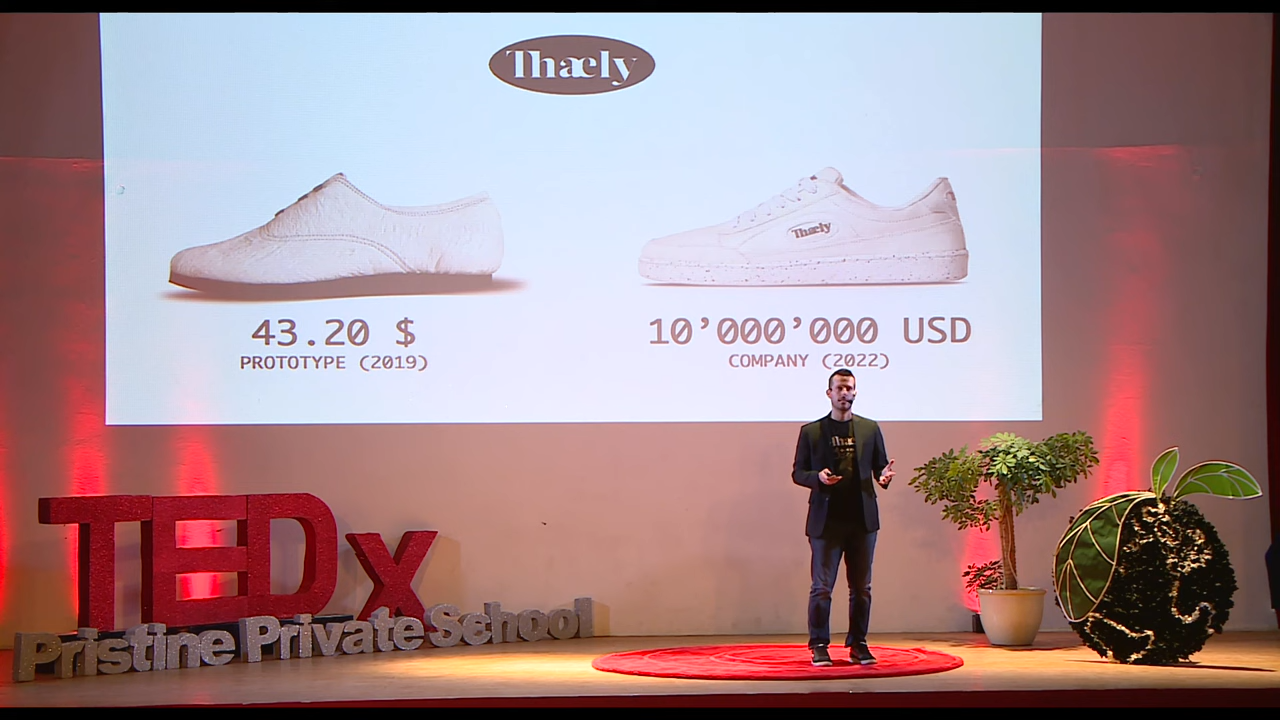 Thaely
Thaely
43.20 $
10’000’000 USD
PROTOTYPE (2019)
COMPANY (2022)
TEDx
Pristine Private School